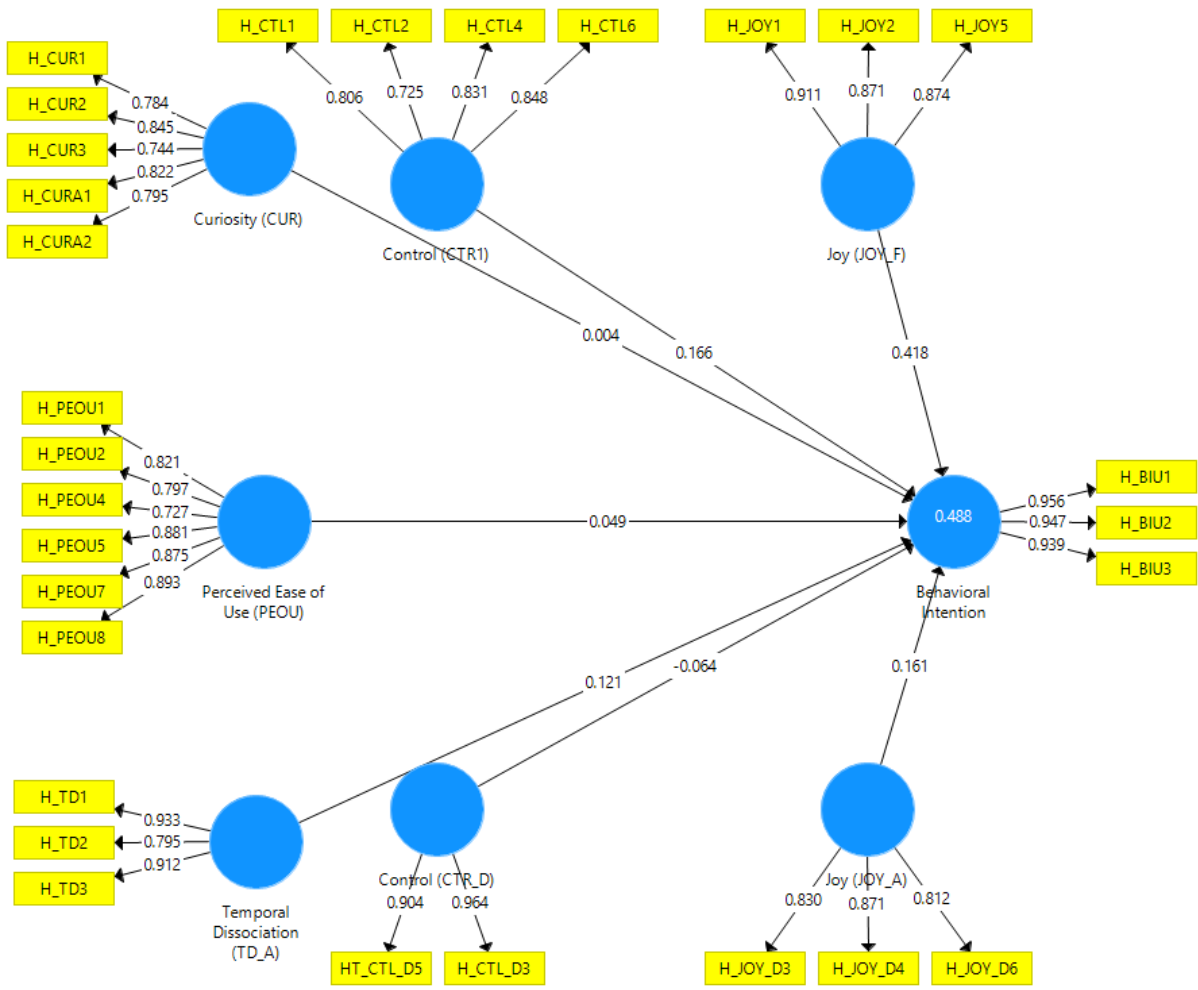 H_CTL1
H_CTL2
H_CTL4
H_CTL6
H_JOY1
H_JOY2
H_JOY5
0.806
0.725
0.831
0.848
0.911
0.871
0.874
H_CUR1
H_CUR2
H_CUR3
H_CURA1
H_CURA2
0.784
0.845
0.744
0.822
0.795
Curiosity (CUR)
Control (CTR1)
Joy (JOY_F)
0.004
0.166
0.418
H_PEOU1
H_PEOU2
H_PEOU4
H_PEOU5
H_PEOU7
H_PEOU8
0.821
0.797
0.727
0.881
0.875
0.893
Perceived Ease of
Use (PEOU)
0.049
0.488
Behavioral
Intention
0.956
0.947
0.939
H_BIU1
H_BIU2
H_BIU3
0.121
-0.064
0.161
H_TD1
H_TD2
H_TD3
0.933
0.795
0.912
Temporal
Dissociation
(TD_A)
Control (CTR_D)
0.904
0.964
HT_CTL_D5
H_CTL_D3
Joy (JOY_A)
0.830
0.871
0.812
H_JOY_D3
H_JOY_D4
H_JOY_D6